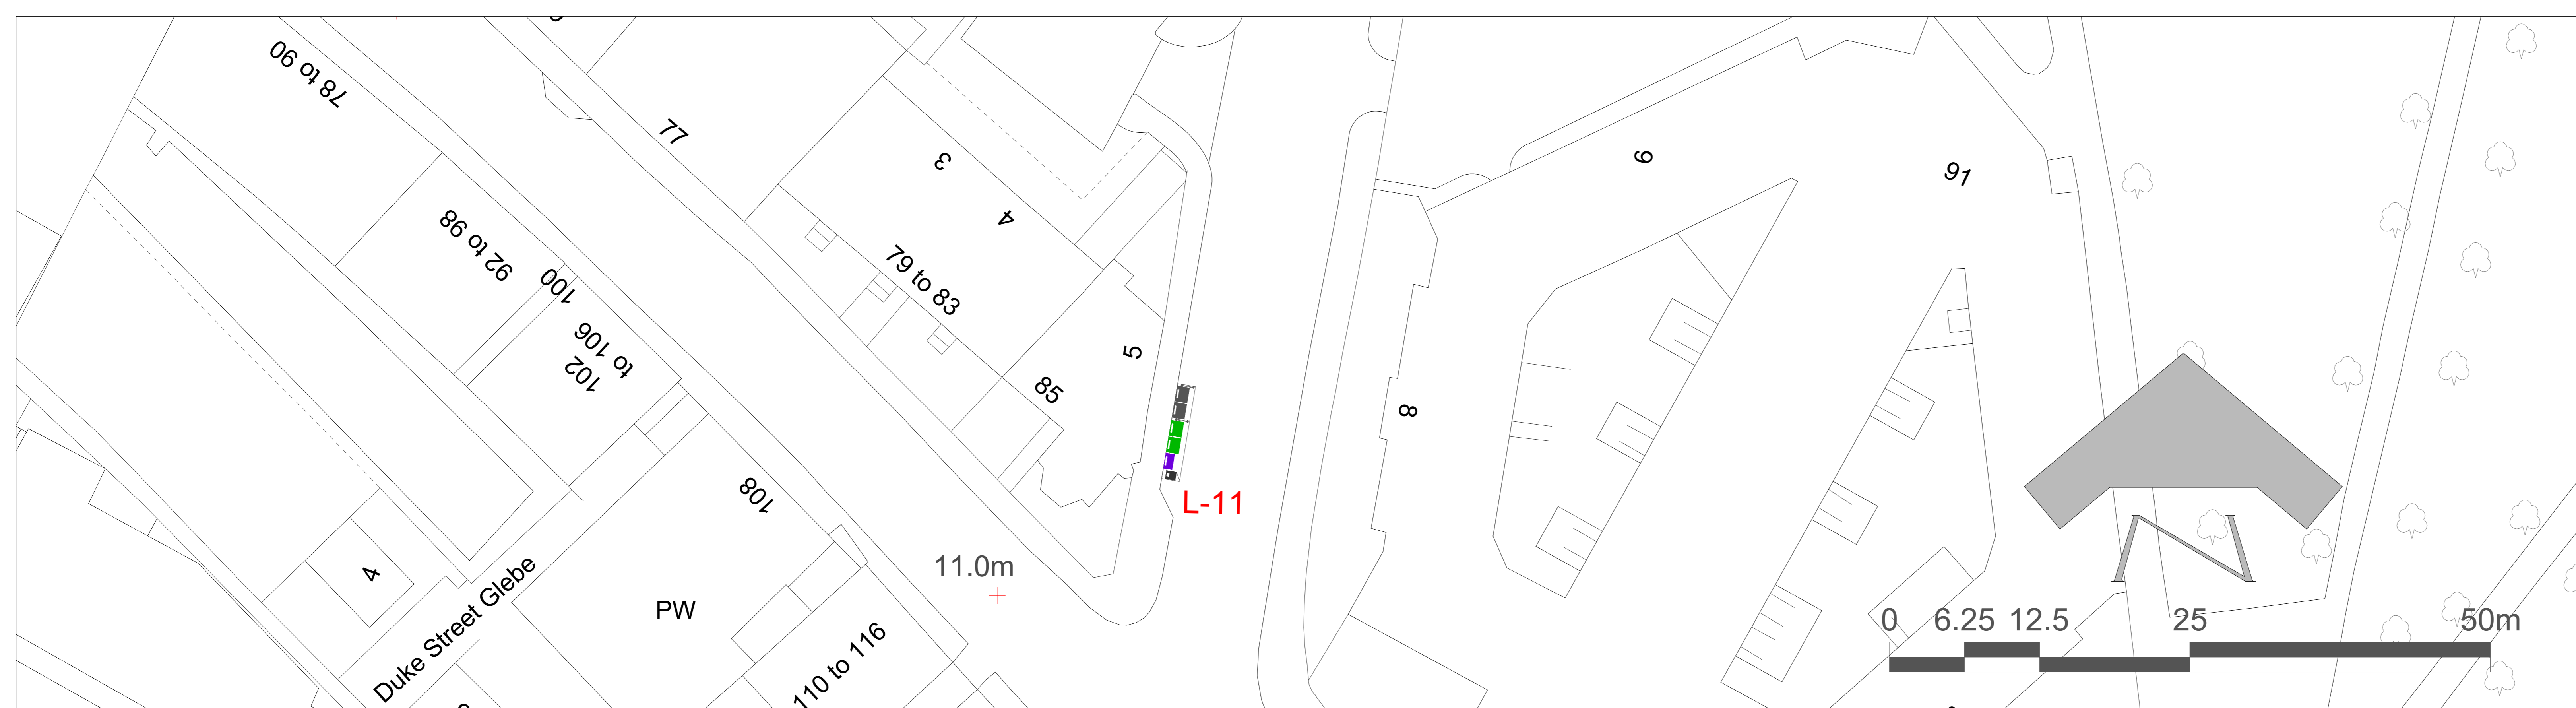 78 to 90
77
3
4
9
91
92 to 98
100
79 to 83
102
to 106
5
85
8
108
L-11
4
11.0m
Duke Street Glebe
PW
110 to 116
0 6.25 12.5 25 50m
N